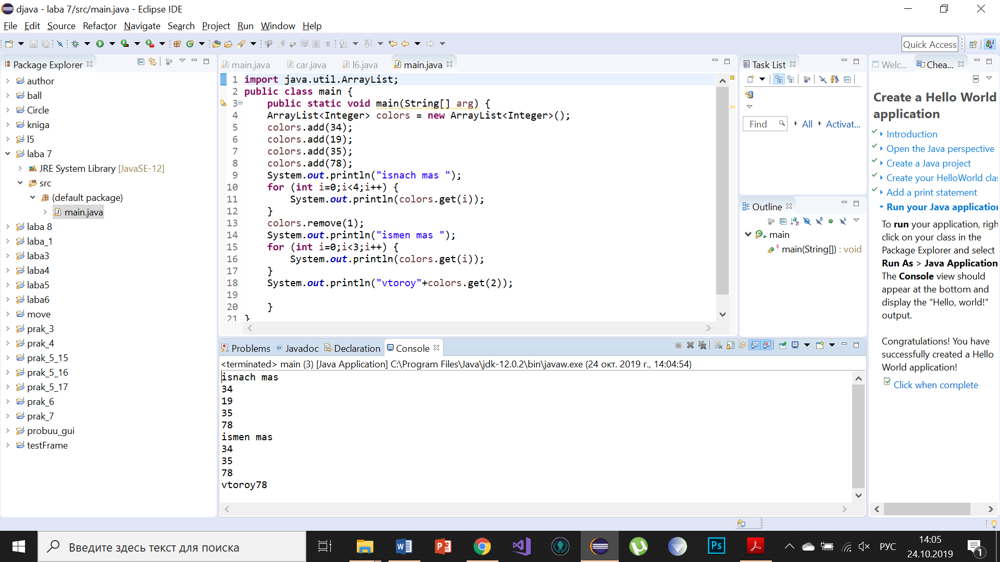 djava - laba 7/src/main.java - Eclipse IDE
File Edit Source Refactor Navigate Search Project Run Window Help
Quick Access
Package Explorer
author
ball
Circle
kniga
l5
laba 7
JRE System Library [JavaSE-12]
src
(default package)
main.java
laba 8
laba_1
laba3
laba4
laba5
laba6
move
prak_3
prak_4
prak_5_15
prak_5_16
prak_5_17
prak_6
prak_7
probuu_gui
testFrame
main.java car.java l6.java main.java
1 import java.util.ArrayList;
2 public class main {
3 public static void main(String[] arg) {
4 ArrayList<Integer> colors = new ArrayList<Integer>();
5 colors.add(34);
6 colors.add(19);
7 colors.add(35);
8 colors.add(78);
9 System.out.println("isnach mas ");
10 for (int i=0;i<4;i++) {
11 System.out.println(colors.get(i));
12 }
13 colors.remove(1);
14 System.out.println("ismen mas ");
15 for (int i=0;i<3;i++) {
16 System.out.println(colors.get(i));
17 }
18 System.out.println("vtoroy"+colors.get(2));
19
20 }
21 }
Problems Javadoc Declaration Console
<terminated> main (3) [Java Application] C:\Program Files\Java\jdk-12.0.2\bin\javaw.exe (24 окт. 2019 г., 14:04:54)
isnach mas
34
19
35
78
ismen mas
34
35
78
vtoroy78
Task List
Find All Activat...
Outline
main
main(String[]) : void
Welc... Chea...
Create a Hello World
application
Introduction
Open the Java perspective
Create a Java project
Create your HelloWorld cla
Add a print statement
Run your Java application
To run your application, righ
click on your class in the
Package Explorer and select
Run As > Java Application
The Console view should
appear at the bottom and
display the "Hello, world!"
output.
Congratulations! You have
successfully created a Hello
World application!
Click when complete
Введите здесь текст для поиска
Ps
РУС
14:05
24.10.2019
1